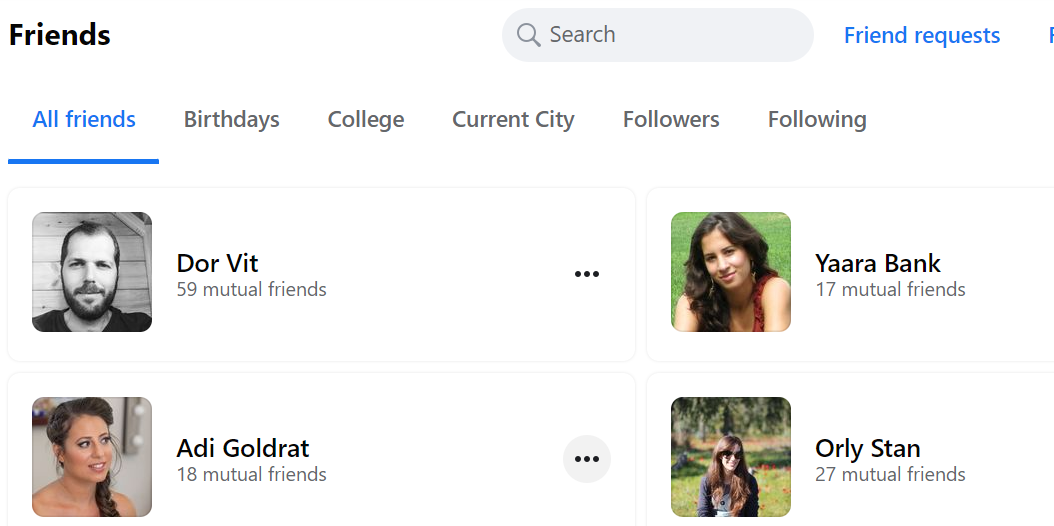 Friends
Search
Friend requests
All friends
Birthdays
College
Current City
Followers
Following
Dor Vit
59 mutual friends
Yaara Bank
17 mutual friends
Adi Goldrat
18 mutual friends
Orly Stan
27 mutual friends